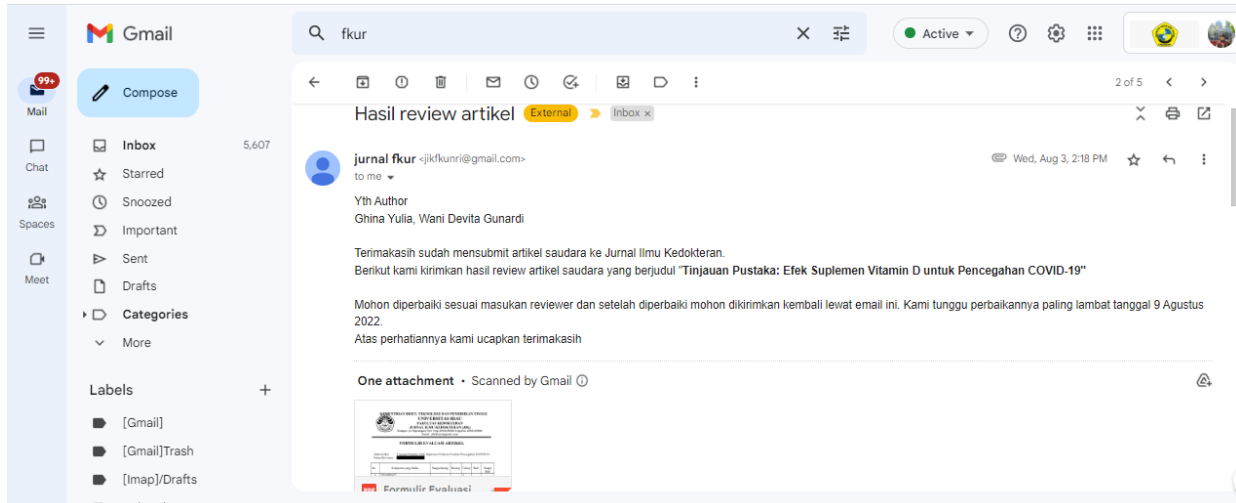 Gmail
fkur
Active
99+
Mail
Compose
2 of 5
Hasil review artikel External Inbox x
Inbox 5,607
Chat
Starred
jurnal fkur <jikfkunri@gmail.com>
Wed, Aug 3, 2:18 PM
to me
Snoozed
Spaces
Important
Sent
Meet
Drafts
Categories
More
Yth Author
Ghina Yulia, Wani Devita Gunardi
Terimakasih sudah mensubmit artikel saudara ke Jurnal Ilmu Kedokteran.
Berikut kami kirimkan hasil review artikel saudara yang berjudul "Tinjauan Pustaka: Efek Suplemen Vitamin D untuk Pencegahan COVID-19"
Mohon diperbaiki sesuai masukan reviewer dan setelah diperbaiki mohon dikirimkan kembali lewat email ini. Kami tunggu perbaikannya paling lambat tanggal 9 Agustus
2022.
Atas perhatiannya kami ucapkan terimakasih
Labels
[Gmail]
[Gmail]Trash
[Imap]/Drafts
One attachment • Scanned by Gmail
UNIVERSITAS RIAU
FORMULIR EVALUASI ARTIKEL
Formulir Evaluasi